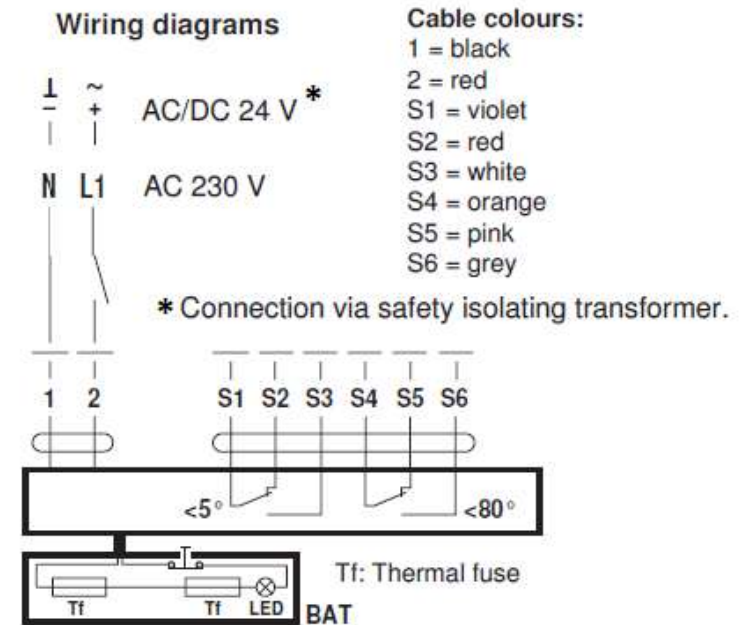 Wiring diagrams
Cable colours:
1 = black
2 = red
S1 = violet
S2 = red
S3 = white
S4 = orange
S5 = pink
S6 = grey
⊥ ~
− +
AC/DC 24 V *
N L1 AC 230 V
* Connection via safety isolating transformer.
1 2 S1 S2 S3 S4 S5 S6
<5° <80°
Tf: Thermal fuse
Tf Tf LED BAT